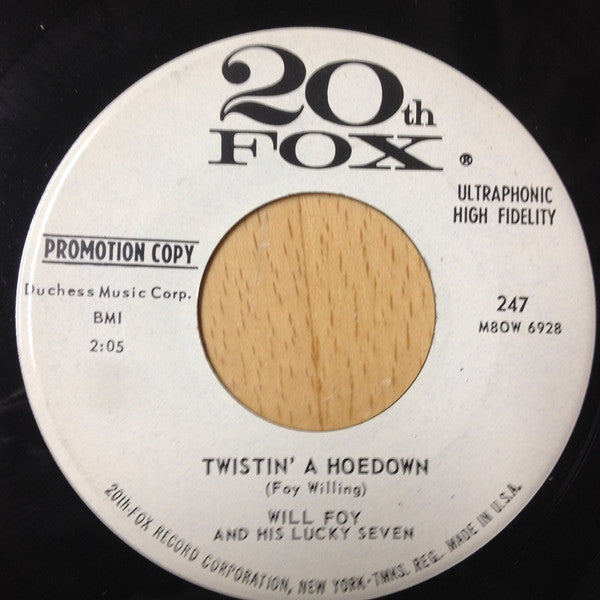 20th
FOX ®
ULTRAPHONIC
HIGH FIDELITY
PROMOTION COPY
Duchess Music Corp.
BMI
2:05
247
M8OW 6928
TWISTIN' A HOEDOWN
(Foy Willing)
WILL FOY
AND HIS LUCKY SEVEN
20th FOX RECORD CORPORATION, NEW YORK-TMKS. REG. MADE IN U.S.A.